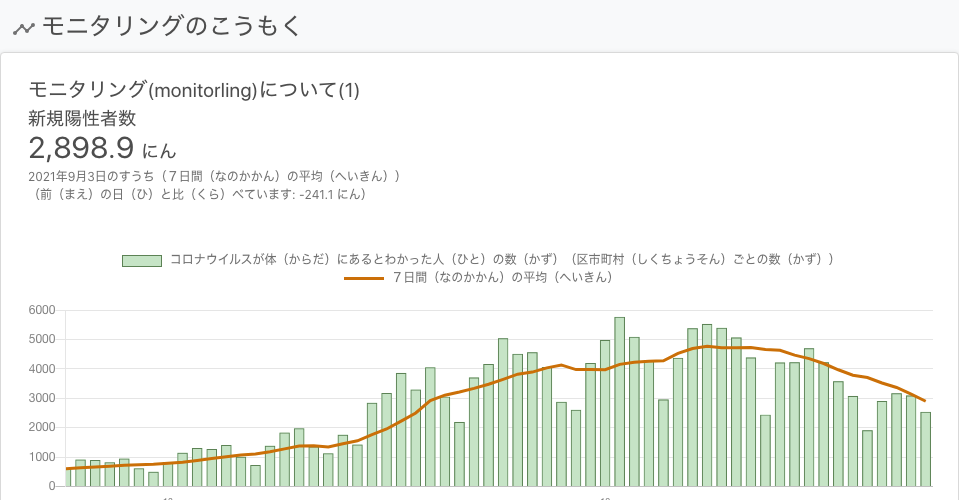 モニタリングのこうもく
モニタリング(monitorling)について(1)
新規陽性者数
2,898.9 にん
2021年9月3日のすうち（７日間（なのかかん）の平均（へいきん））
（前（まえ）の日（ひ）と比（くら）べています: -241.1 にん）
コロナウイルスが体（からだ）にあるとわかった人（ひと）の数（かず）（区市町村（しくちょうそん）ごとの数（かず））
７日間（なのかかん）の平均（へいきん）
6000
5000
4000
3000
2000
1000
0